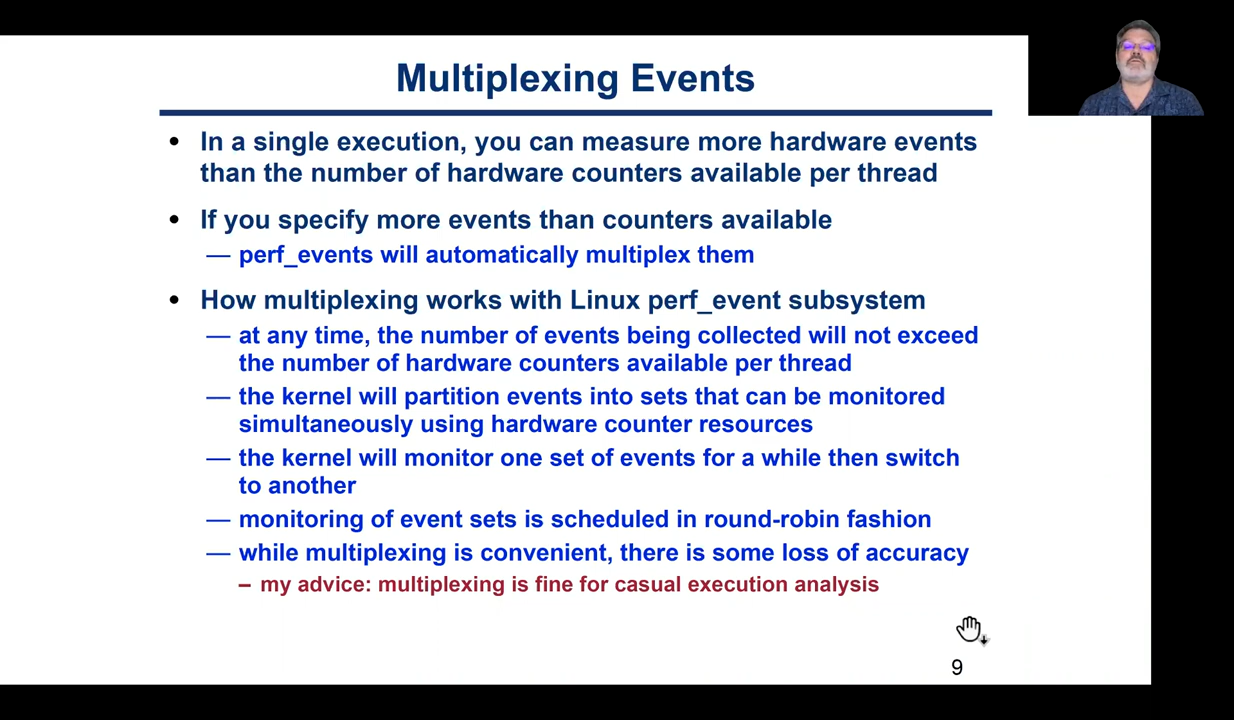 Multiplexing Events
• In a single execution, you can measure more hardware events
than the number of hardware counters available per thread
• If you specify more events than counters available
— perf_events will automatically multiplex them
• How multiplexing works with Linux perf_event subsystem
— at any time, the number of events being collected will not exceed
the number of hardware counters available per thread
— the kernel will partition events into sets that can be monitored
simultaneously using hardware counter resources
— the kernel will monitor one set of events for a while then switch
to another
— monitoring of event sets is scheduled in round-robin fashion
— while multiplexing is convenient, there is some loss of accuracy
– my advice: multiplexing is fine for casual execution analysis
9